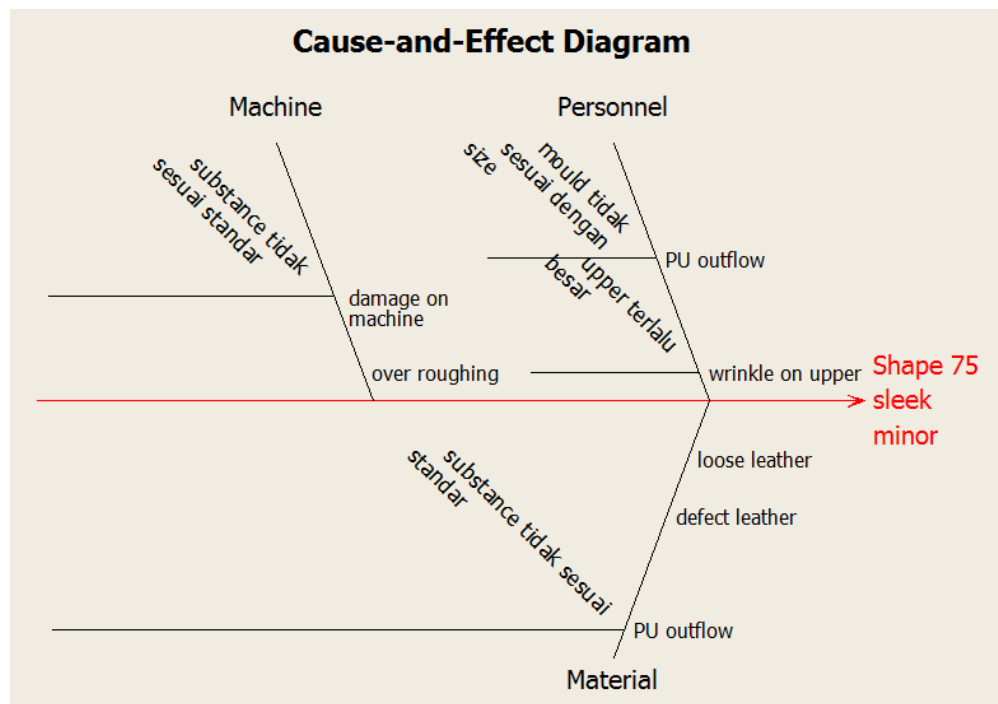 Cause-and-Effect Diagram
Machine
Personnel
substance tidak
sesuai standar
damage on
machine
over roughing
mould tidak
sesuai dengan
size
PU outflow
upper terlalu
besar
wrinkle on upper
Shape 75
sleek
minor
loose leather
defect leather
substance tidak sesuai
standar
PU outflow
Material